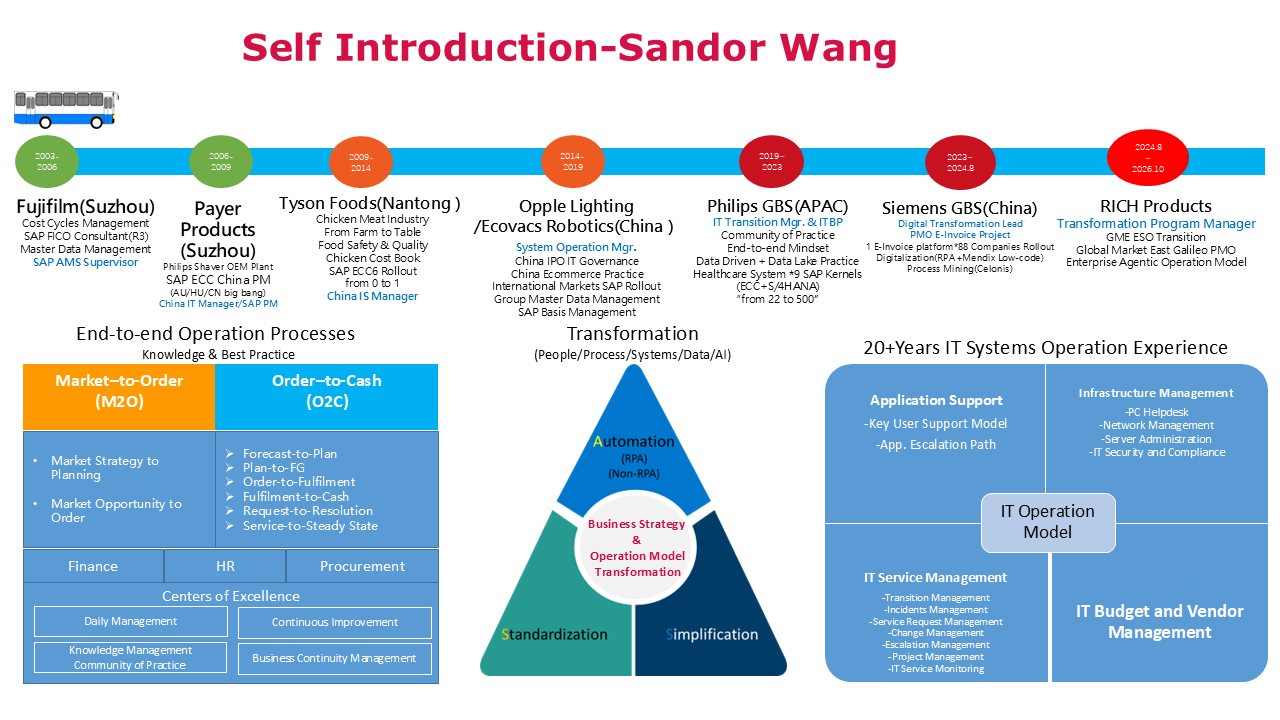 Self Introduction-Sandor Wang
2003-
2006
2006-
2009
2009-
2014
2014-
2019
2019–
2023
2023–
2024.8
2024.8
–
2026.10
Fujifilm(Suzhou)
Cost Cycles Management
SAP FICO Consultant(R3)
Master Data Management
SAP AMS Supervisor
Payer
Products
(Suzhou)
Philips Shaver OEM Plant
SAP ECC China PM
(AU/HU/CN big bang)
China IT Manager/SAP PM
Tyson Foods(Nantong )
Chicken Meat Industry
From Farm to Table
Food Safety & Quality
Chicken Cost Book
SAP ECC6 Rollout
from 0 to 1
China IS Manager
Opple Lighting
/Ecovacs Robotics(China )
System Operation Mgr.
China IPO IT Governance
China Ecommerce Practice
International Markets SAP Rollout
Group Master Data Management
SAP Basis Management
Philips GBS(APAC)
IT Transition Mgr. & ITBP
Community of Practice
End-to-end Mindset
Data Driven + Data Lake Practice
Healthcare System *9 SAP Kernels
(ECC+S/4HANA)
"from 22 to 500"
Siemens GBS(China)
Digital Transformation Lead
PMO E-Invoice Project
1 E-Invoice platform*88 Companies Rollout
Digitalization(RPA+Mendix Low-code)
Process Mining(Celonis)
RICH Products
Transformation Program Manager
GME ESO Transition
Global Market East Galileo PMO
Enterprise Agentic Operation Model
End-to-end Operation Processes
Knowledge & Best Practice
Market–to-Order
(M2O)
Order–to-Cash
(O2C)
• Market Strategy to
Planning
• Market Opportunity to
Order
➢ Forecast-to-Plan
➢ Plan-to-FG
➢ Order-to-Fulfilment
➢ Fulfilment-to-Cash
➢ Request-to-Resolution
➢ Service-to-Steady State
Finance
HR
Procurement
Centers of Excellence
Daily Management
Continuous Improvement
Knowledge Management
Community of Practice
Business Continuity Management
Transformation
(People/Process/Systems/Data/AI)
Automation
(RPA)
(Non-RPA)
Business Strategy
&
Operation Model
Transformation
Standardization
Simplification
20+Years IT Systems Operation Experience
Application Support
-Key User Support Model
-App. Escalation Path
Infrastructure Management
-PC Helpdesk
-Network Management
-Server Administration
-IT Security and Compliance
IT Operation
Model
IT Service Management
-Transition Management
-Incidents Management
-Service Request Management
-Change Management
-Escalation Management
-Project Management
-IT Service Monitoring
IT Budget and Vendor
Management